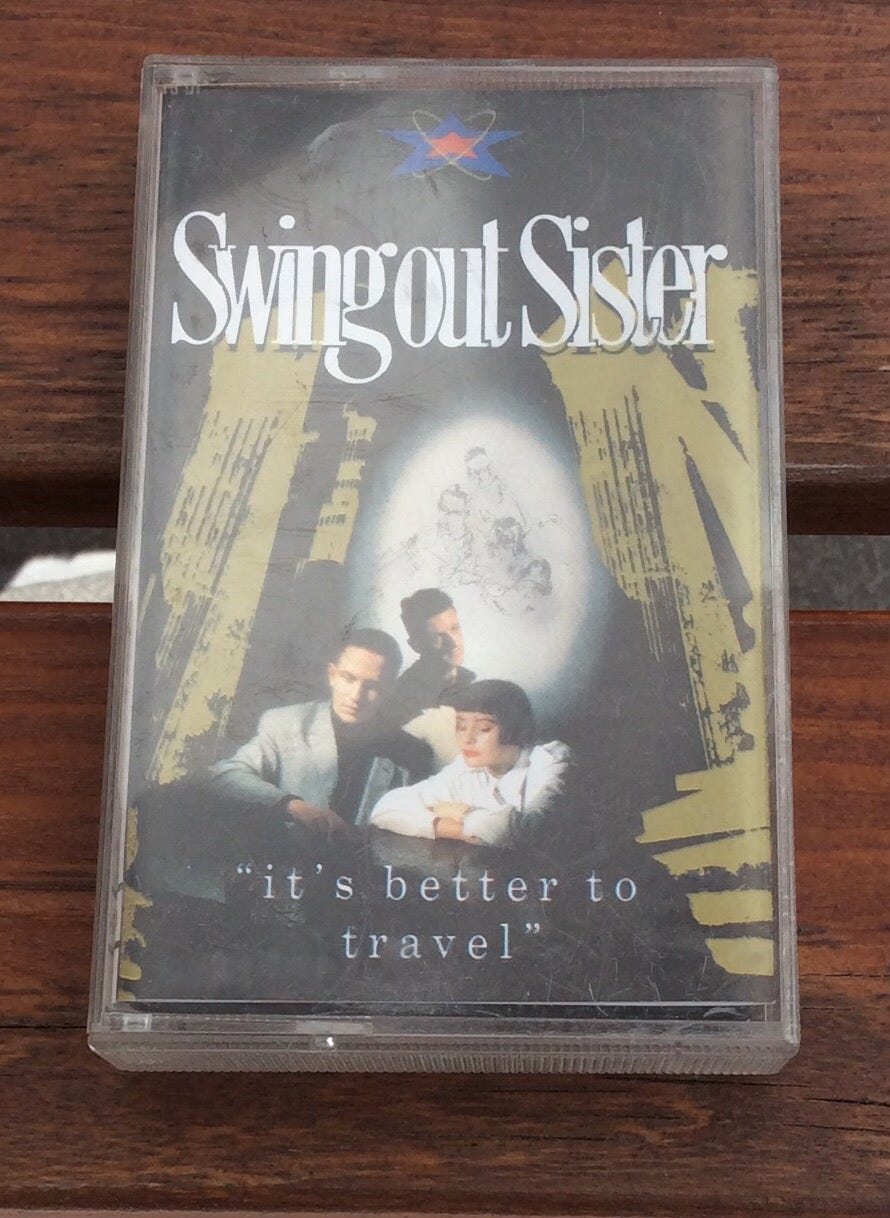 Swing out Sister
“it’s better to
travel”